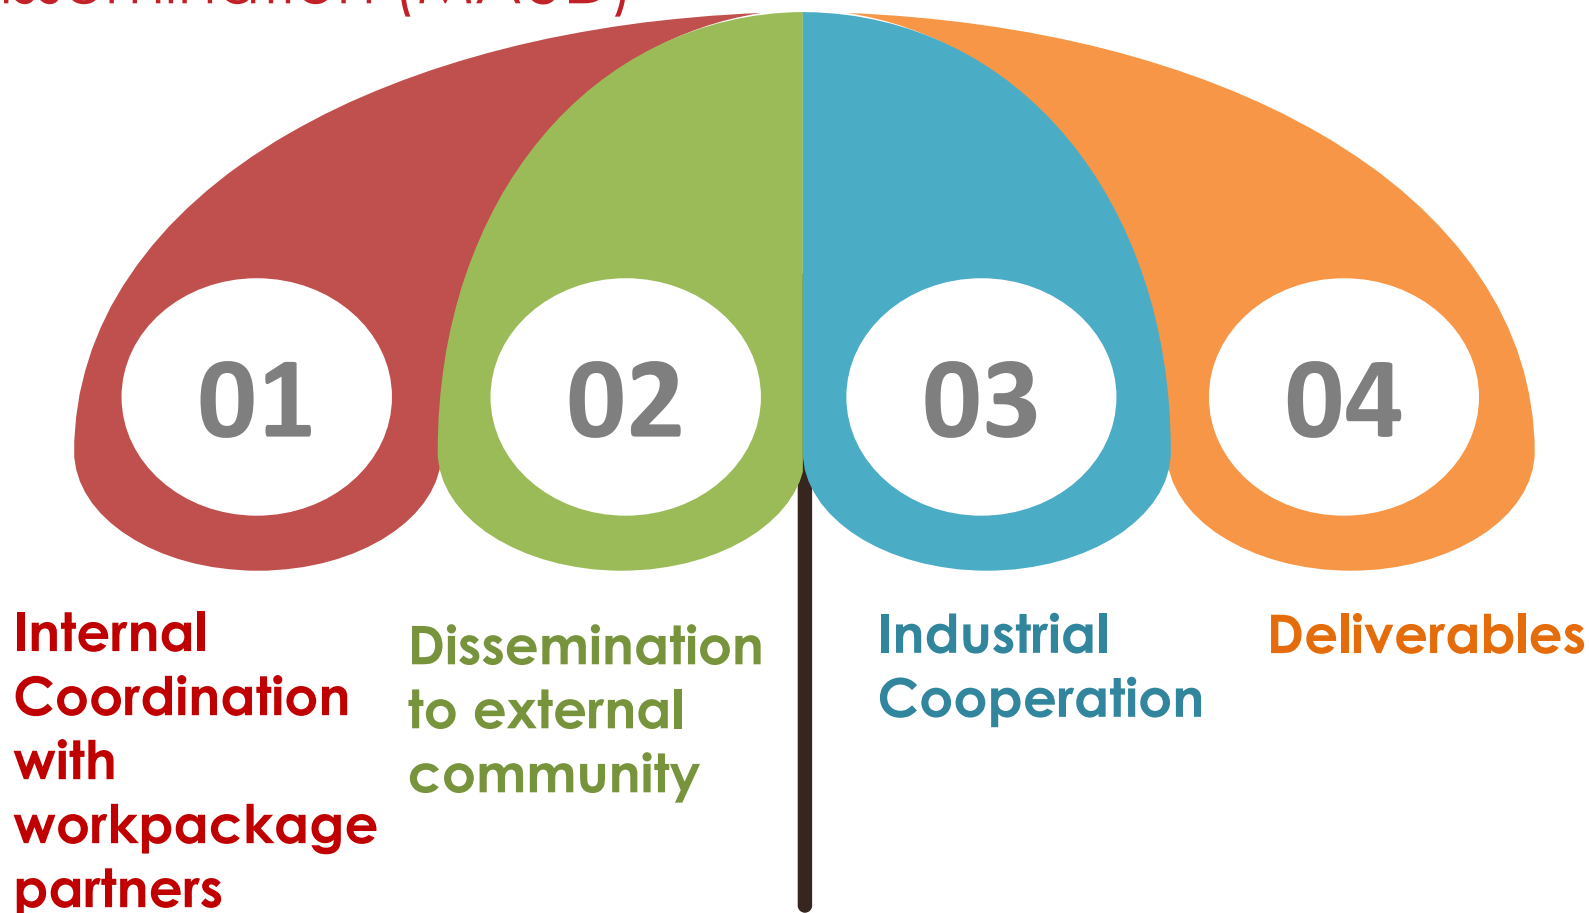 01
02
03
04
Internal
Coordination
with
workpackage
partners
Dissemination
to external
community
Industrial
Cooperation
Deliverables